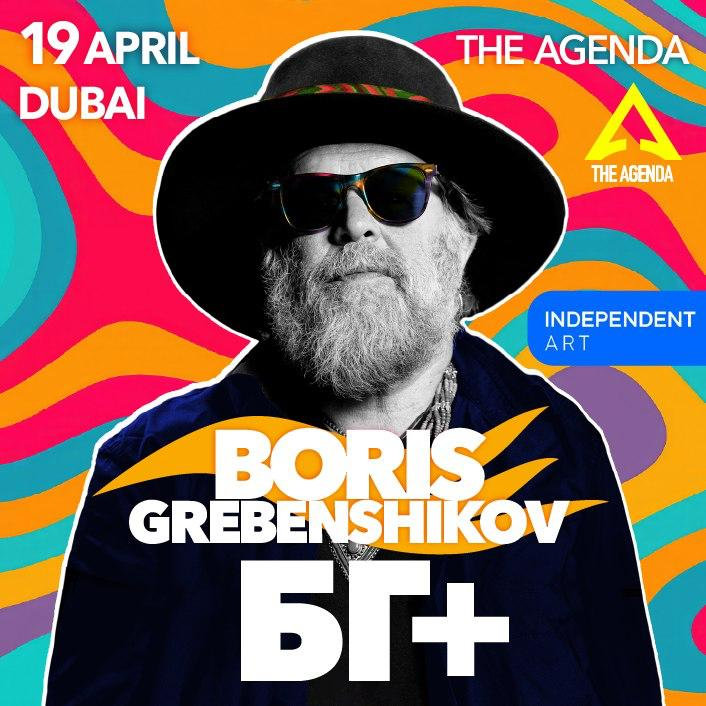 19 APRIL
DUBAI
THE AGENDA
THE AGENDA
INDEPENDENT
ART
BORIS
GREBENSHIKOV
БГ+